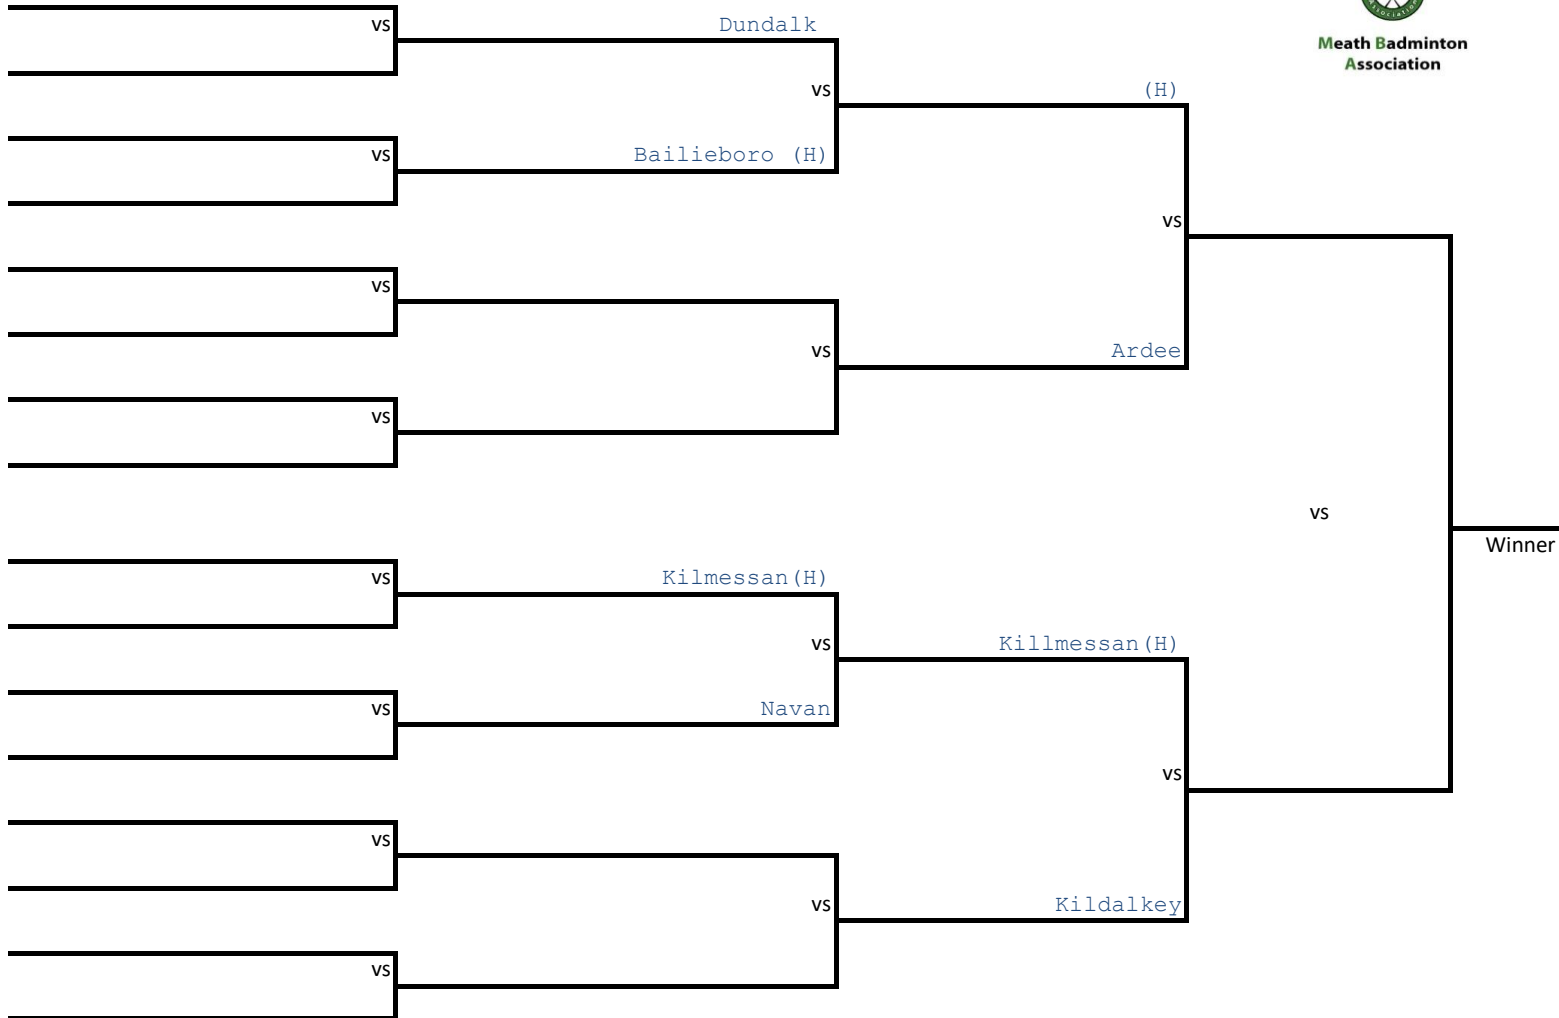 Association
Meath Badminton
Association
vs
Dundalk
vs
(H)
vs
Bailieboro (H)
vs
vs
vs
Ardee
vs
vs
Winner
vs
Kilmessan(H)
vs
Killmessan(H)
vs
Navan
vs
vs
vs
Kildalkey
vs